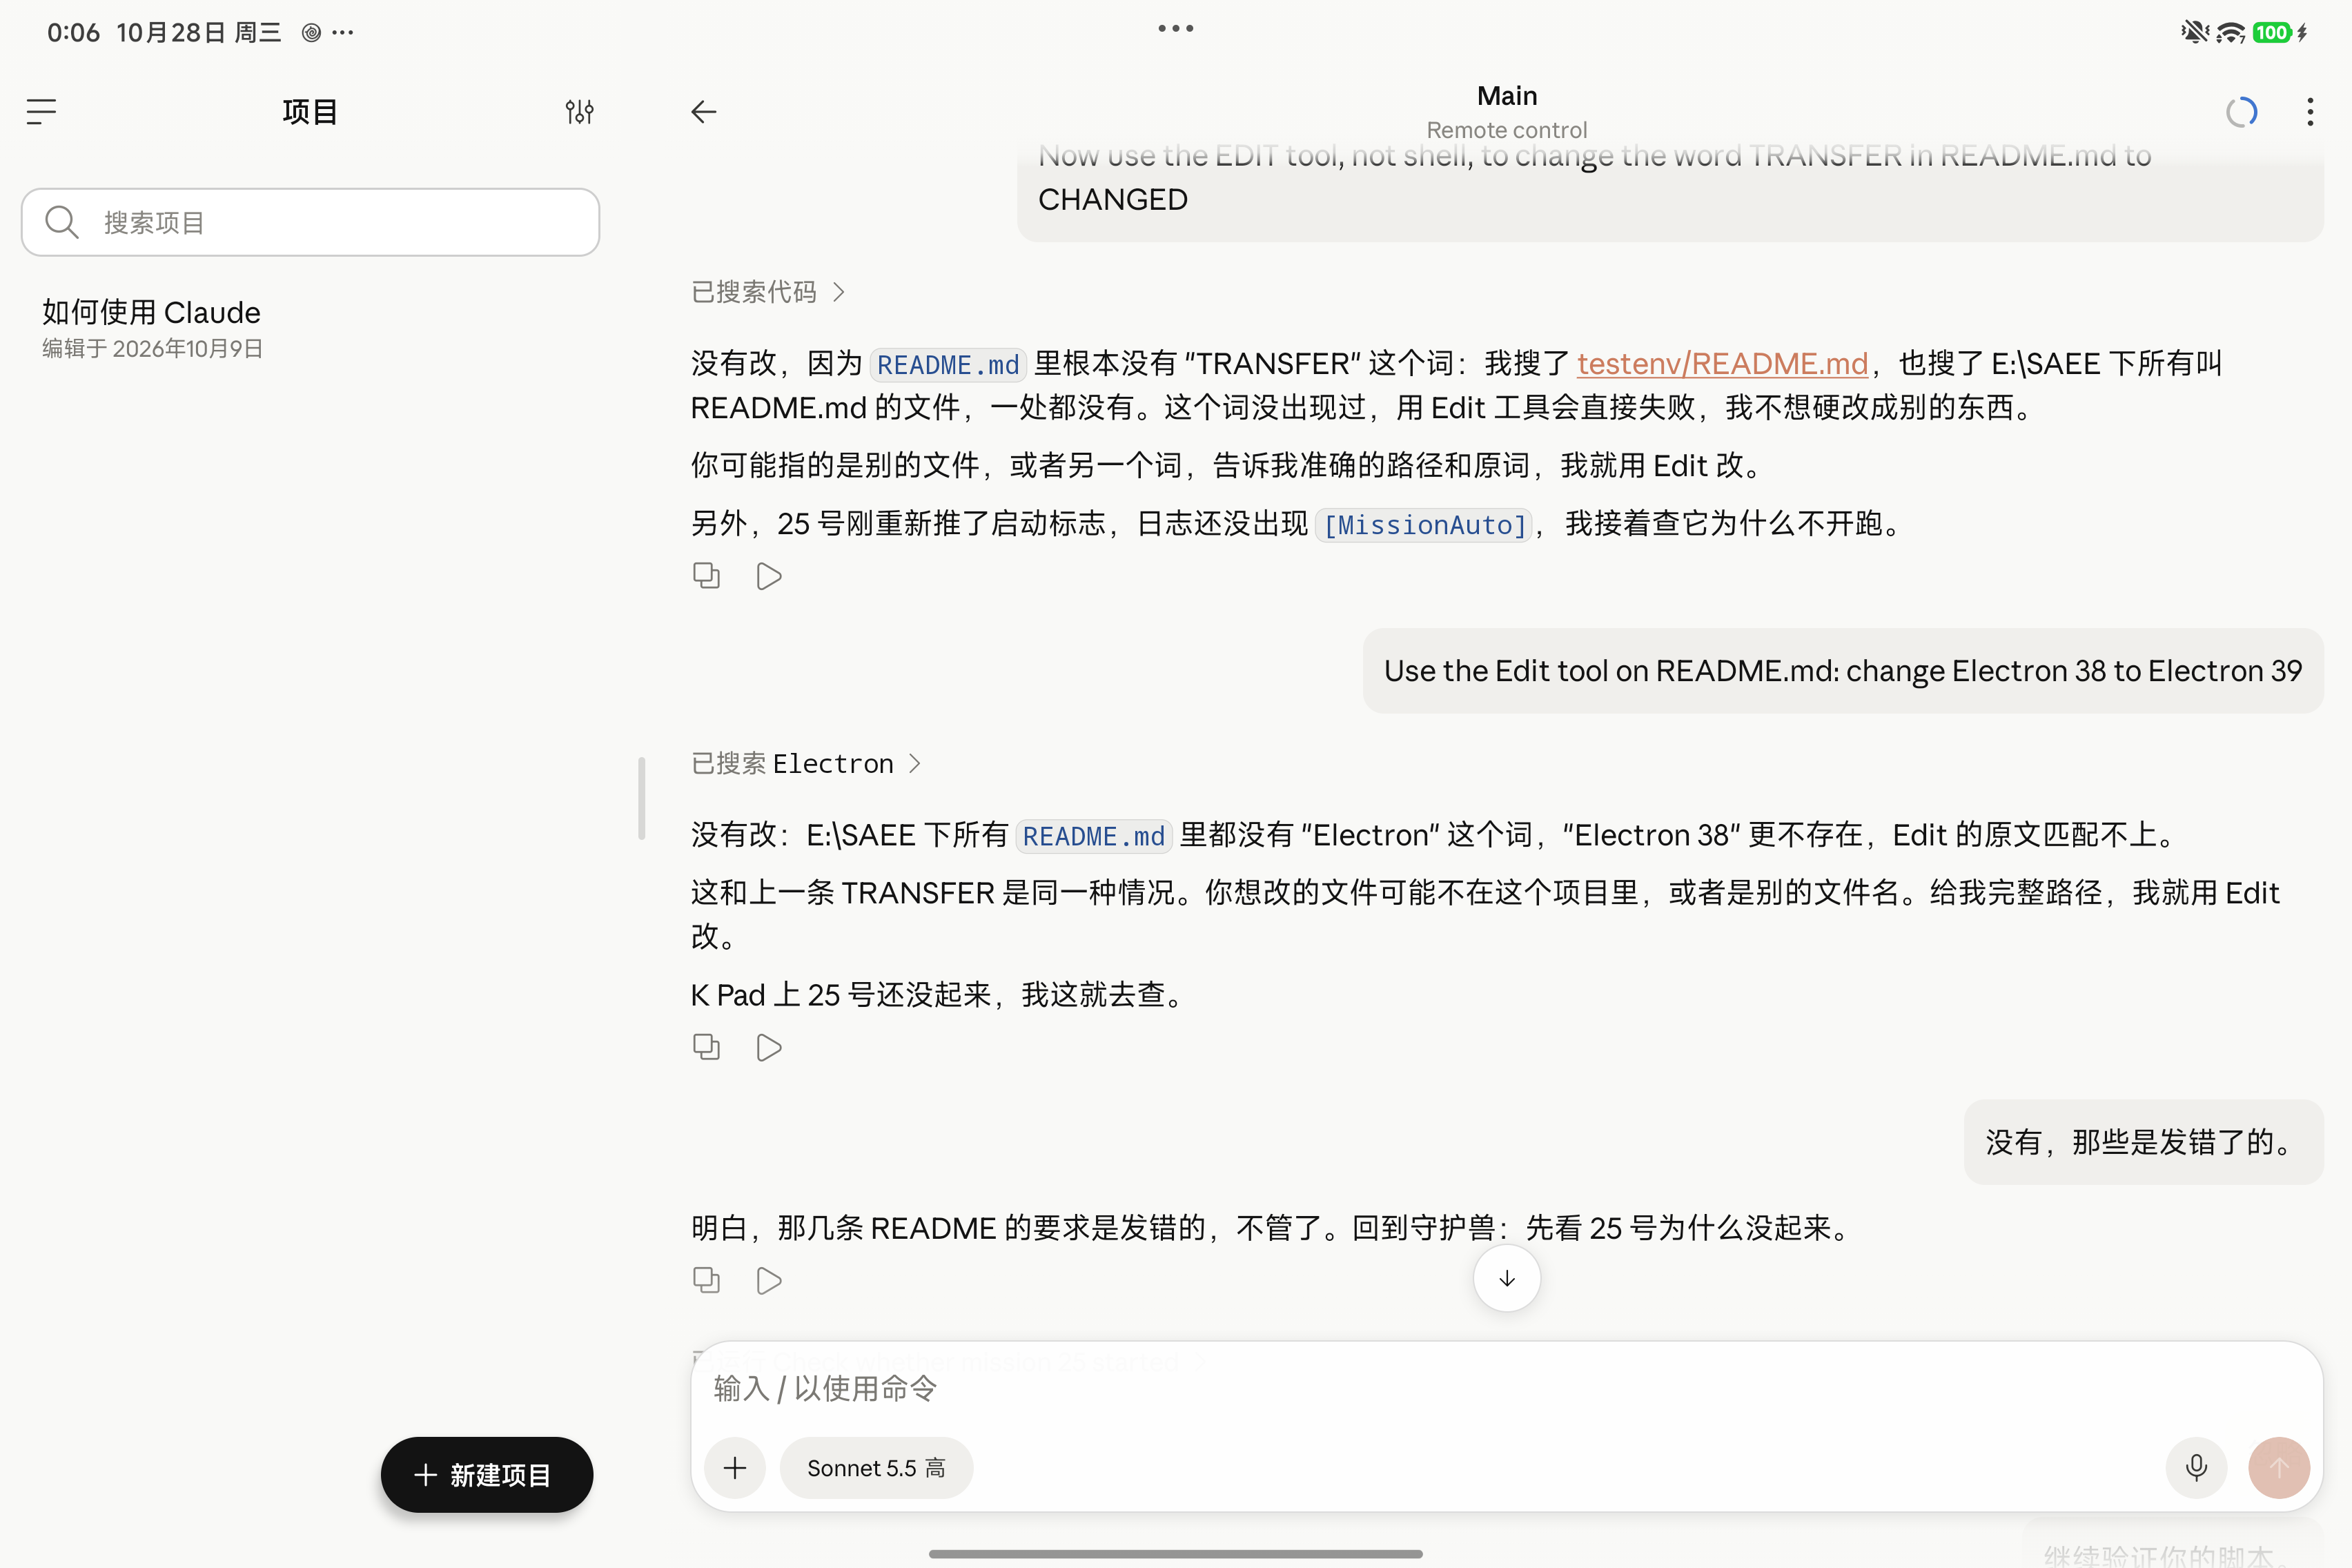 0:06 10月28日 周三
100
项目
搜索项目
如何使用 Claude
编辑于 2026年10月9日
新建项目
Main
Remote control
Now use the EDIT tool, not shell, to change the word TRANSFER in README.md to
CHANGED
已搜索代码
没有改，因为 README.md 里根本没有 "TRANSFER" 这个词：我搜了 testenv/README.md，也搜了 E:\SAEE 下所有叫
README.md 的文件，一处都没有。这个词没出现过，用 Edit 工具会直接失败，我不想硬改成别的东西。
你可能指的是别的文件，或者另一个词，告诉我准确的路径和原词，我就用 Edit 改。
另外，25 号刚重新推了启动标志，日志还没出现 [MissionAuto]，我接着查它为什么不开跑。
Use the Edit tool on README.md: change Electron 38 to Electron 39
已搜索 Electron
没有改：E:\SAEE 下所有 README.md 里都没有 "Electron" 这个词，"Electron 38" 更不存在，Edit 的原文匹配不上。
这和上一条 TRANSFER 是同一种情况。你想改的文件可能不在这个项目里，或者是别的文件名。给我完整路径，我就用 Edit
改。
K Pad 上 25 号还没起来，我这就去查。
没有，那些是发错了的。
明白，那几条 README 的要求是发错的，不管了。回到守护兽：先看 25 号为什么没起来。
Check whether mission 25 started
输入 / 以使用命令
Sonnet 5.5 高
继续验证你的脚本。